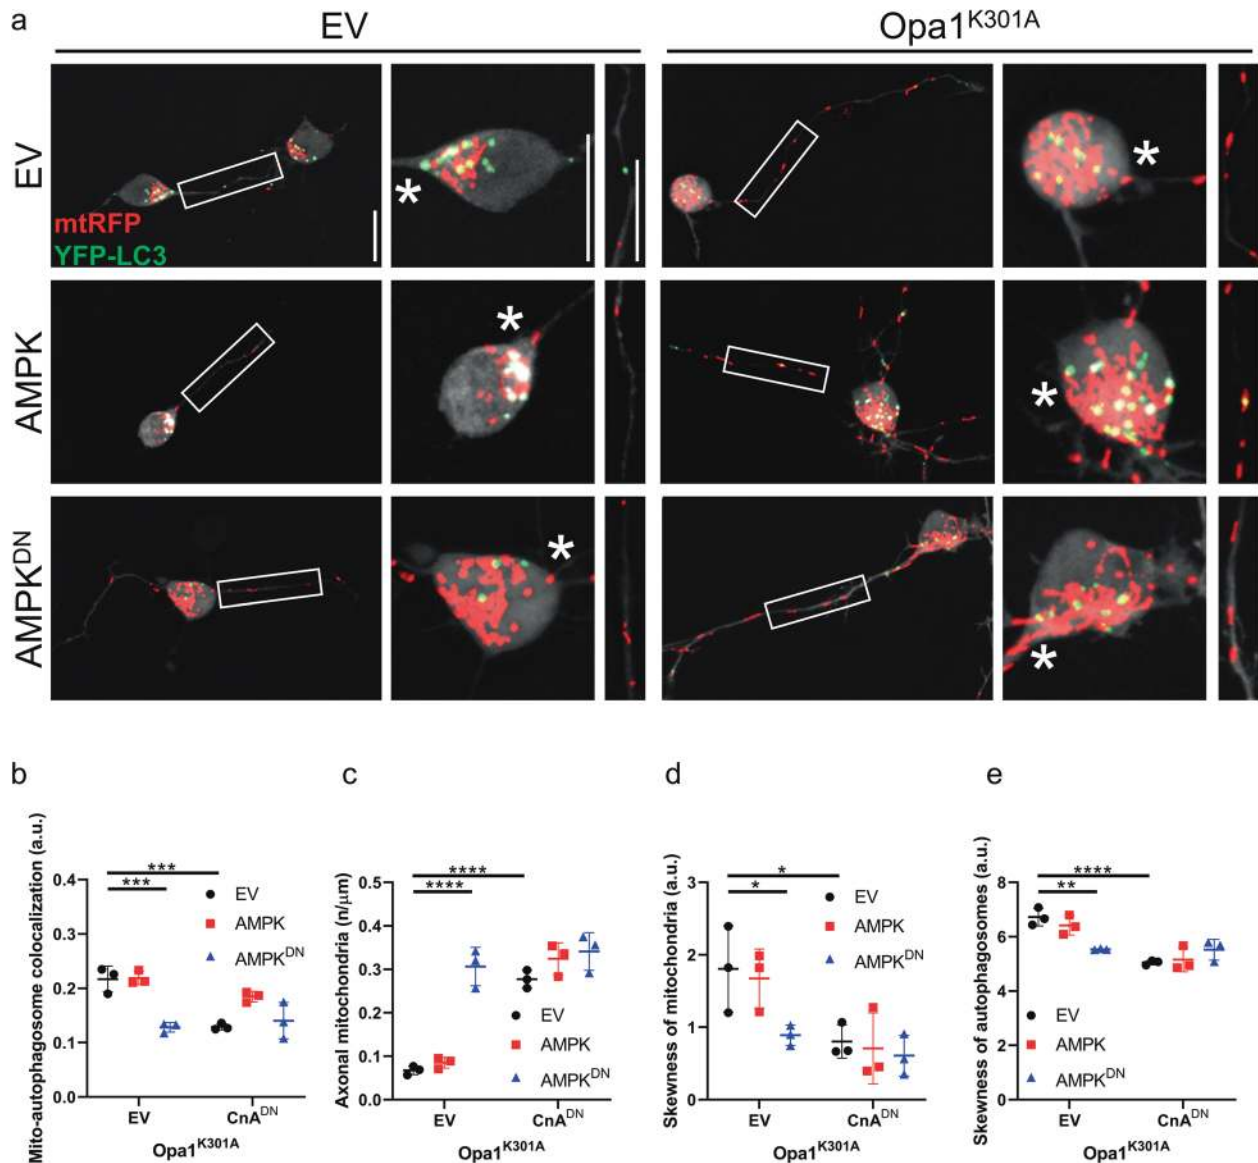 a
EV
Opa1K301A
EV
mtRFP
YFP-LC3
*
*
AMPK
*
*
AMPKDN
*
*
b
c
d
e
Mito-autophagosome colocalization (a.u.)
0.4
0.3
0.2
0.1
0.0
***
***
EV
AMPK
AMPKDN
EV
CnADN
Opa1K301A
Axonal mitochondria (n/μm)
0.5
0.4
0.3
0.2
0.1
0.0
****
****
EV
AMPK
AMPKDN
EV
CnADN
Opa1K301A
Skewness of mitochondria (a.u.)
3
2
1
0
*
*
EV
AMPK
AMPKDN
EV
CnADN
Opa1K301A
Skewness of autophagosomes (a.u.)
8
6
4
2
0
****
**
EV
AMPK
AMPKDN
EV
CnADN
Opa1K301A